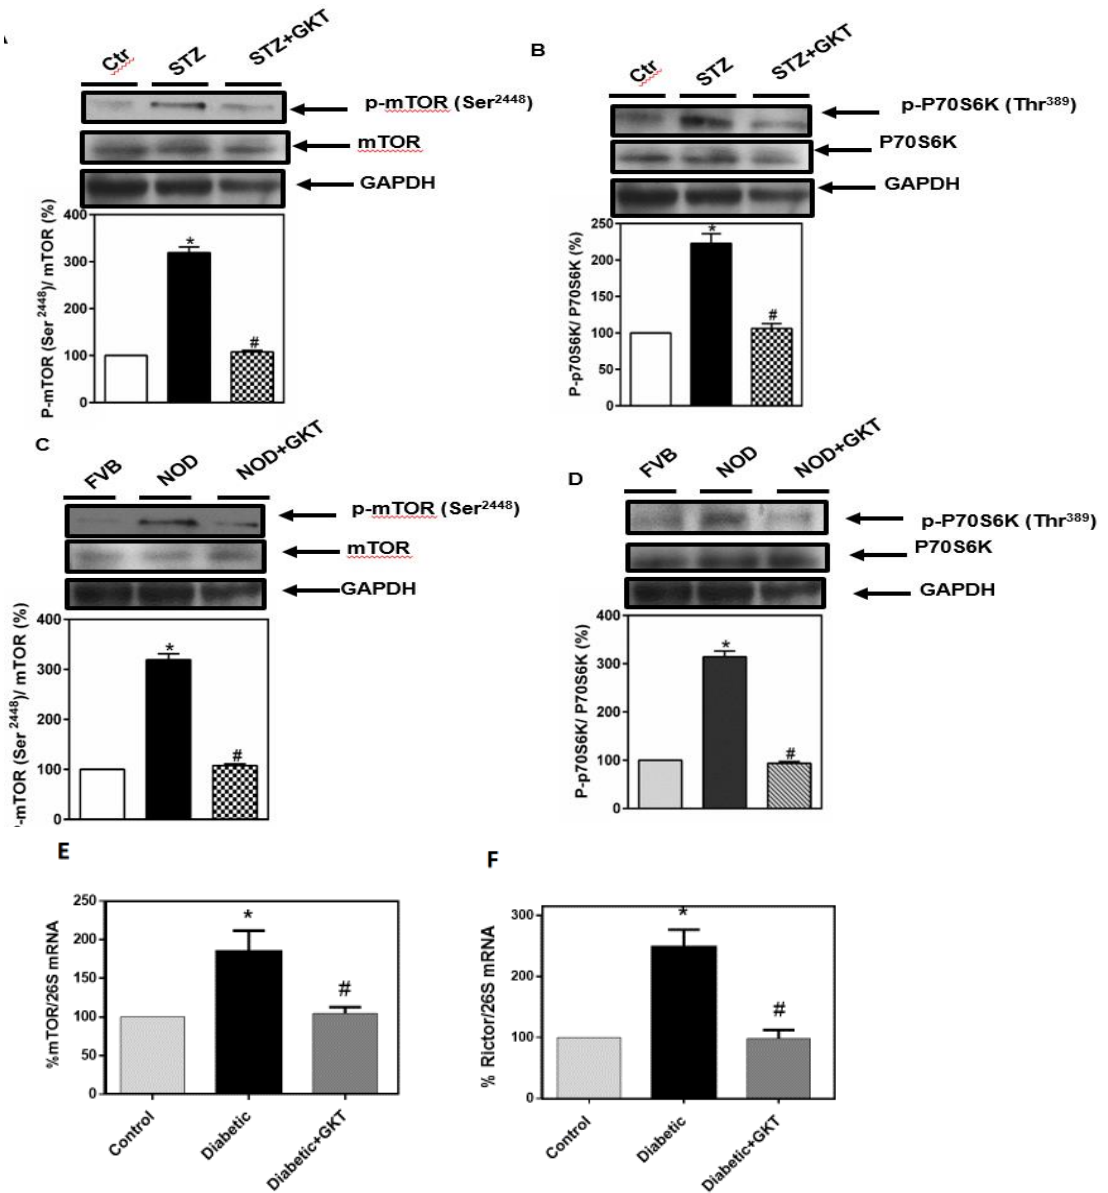 A
Ctr
STZ
STZ+GKT
p-mTOR (Ser2448)
mTOR
GAPDH
P-mTOR (Ser 2448)/ mTOR (%)
400
300
200
100
0
*
#
B
Ctr
STZ
STZ+GKT
p-P70S6K (Thr389)
P70S6K
GAPDH
P-p70S6K/ P70S6K (%)
250
200
150
100
50
0
*
#
C
FVB
NOD
NOD+GKT
p-mTOR (Ser2448)
mTOR
GAPDH
P-mTOR (Ser 2448)/ mTOR (%)
400
300
200
100
0
*
#
D
FVB
NOD
NOD+GKT
p-P70S6K (Thr389)
P70S6K
GAPDH
P-p70S6K/ P70S6K (%)
400
300
200
100
0
*
#
E
%mTOR/26S mRNA
250
200
150
100
50
0
*
#
Control
Diabetic
Diabetic+GKT
F
% Rictor/26S mRNA
300
200
100
0
*
#
Control
Diabetic
Diabetic+GKT